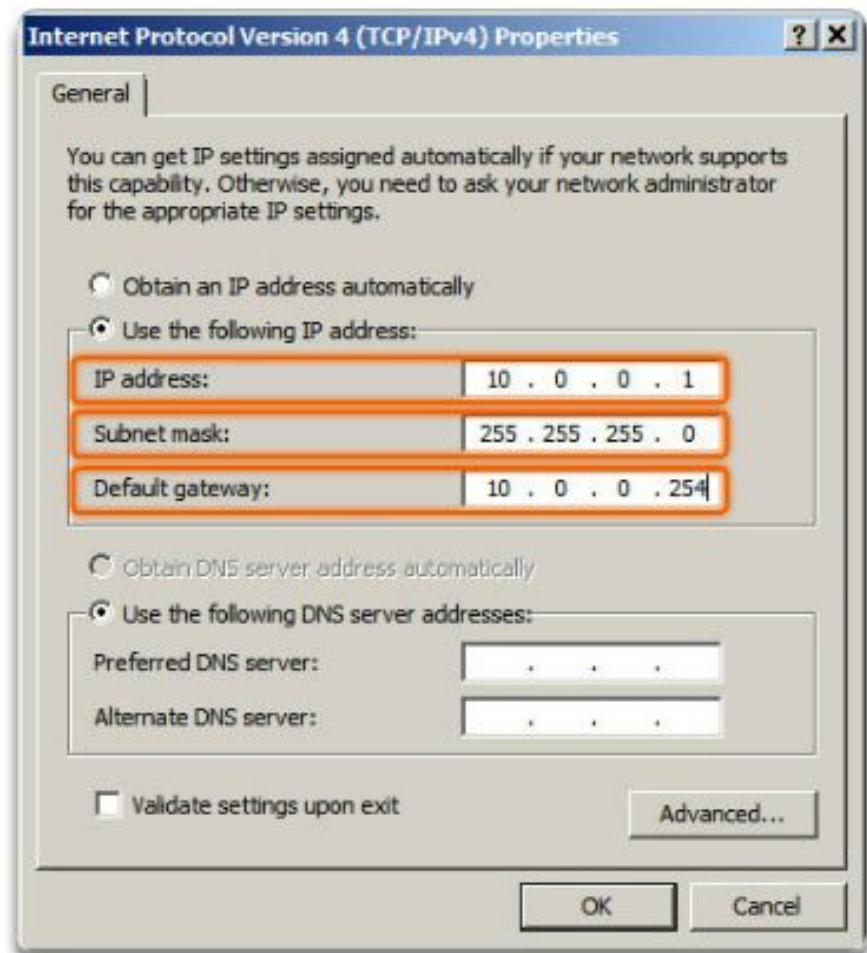 Internet Protocol Version 4 (TCP/IPv4) Properties
General
You can get IP settings assigned automatically if your network supports
this capability. Otherwise, you need to ask your network administrator
for the appropriate IP settings.
Obtain an IP address automatically
Use the following IP address:
IP address: 10 . 0 . 0 . 1
Subnet mask: 255 . 255 . 255 . 0
Default gateway: 10 . 0 . 0 . 254
Obtain DNS server address automatically
Use the following DNS server addresses:
Preferred DNS server: . . .
Alternate DNS server: . . .
Validate settings upon exit
Advanced...
OK Cancel